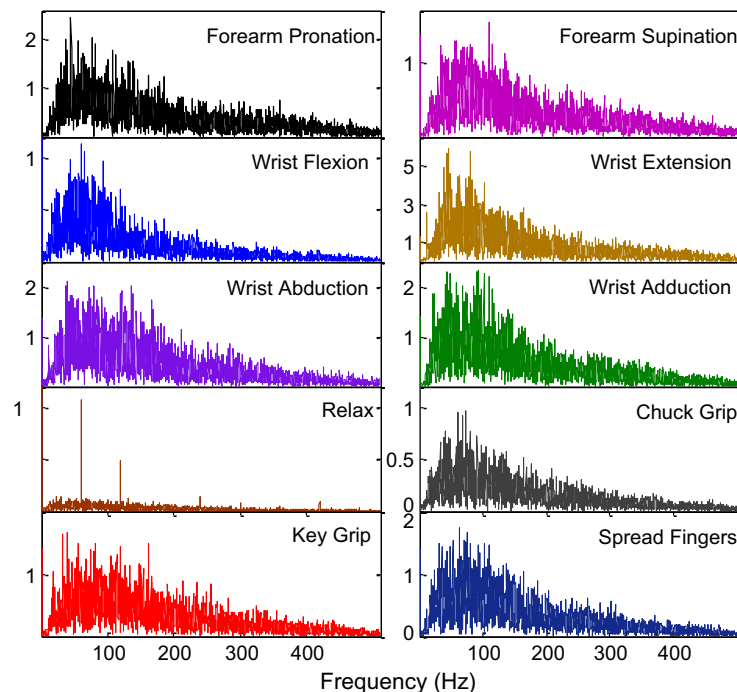 Forearm Pronation
2
1
Forearm Supination
1
Wrist Flexion
1
Wrist Extension
5
3
1
Wrist Abduction
2
1
Wrist Adduction
2
1
Relax
1
Chuck Grip
1
0.5
0
Key Grip
1
Spread Fingers
2
1
0
100 200 300 400
100 200 300 400
Frequency (Hz)